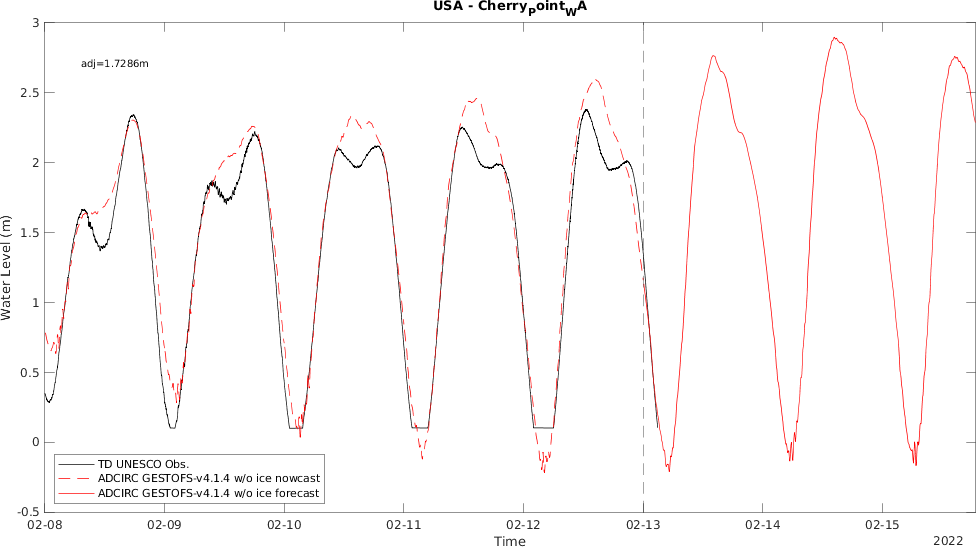 USA - Cherry_Point_WA
adj=1.7286m
3
2.5
2
1.5
1
0.5
0
-0.5
Water Level (m)
TD UNESCO Obs.
ADCIRC GESTOFS-v4.1.4 w/o ice nowcast
ADCIRC GESTOFS-v4.1.4 w/o ice forecast
02-08 02-09 02-10 02-11 02-12 02-13 02-14 02-15
Time
2022